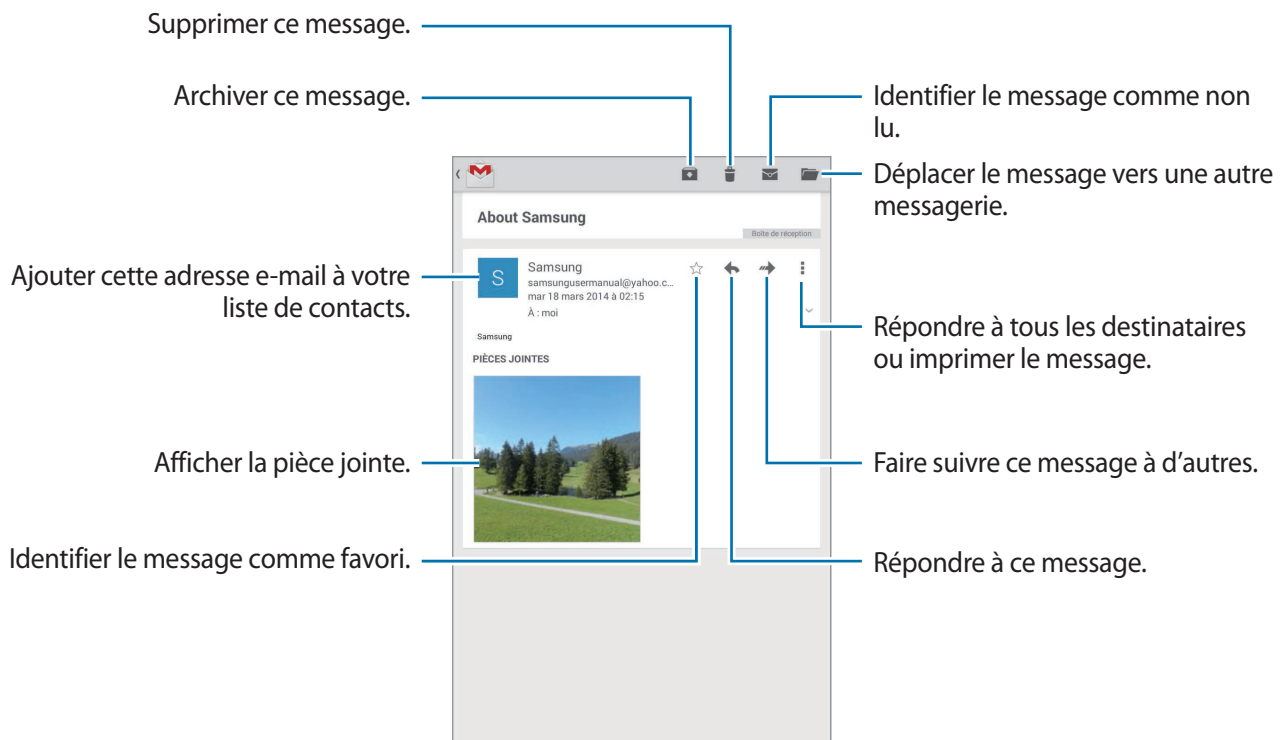 Supprimer ce message.
Archiver ce message.
Identifier le message comme non
lu.
Déplacer le message vers une autre
messagerie.
About Samsung
Boîte de réception
Ajouter cette adresse e-mail à votre
liste de contacts.
S
Samsung
samsungusermanual@yahoo.c...
mar 18 mars 2014 à 02:15
À : moi
Samsung
PIÈCES JOINTES
Répondre à tous les destinataires
ou imprimer le message.
Afficher la pièce jointe.
Faire suivre ce message à d'autres.
Identifier le message comme favori.
Répondre à ce message.